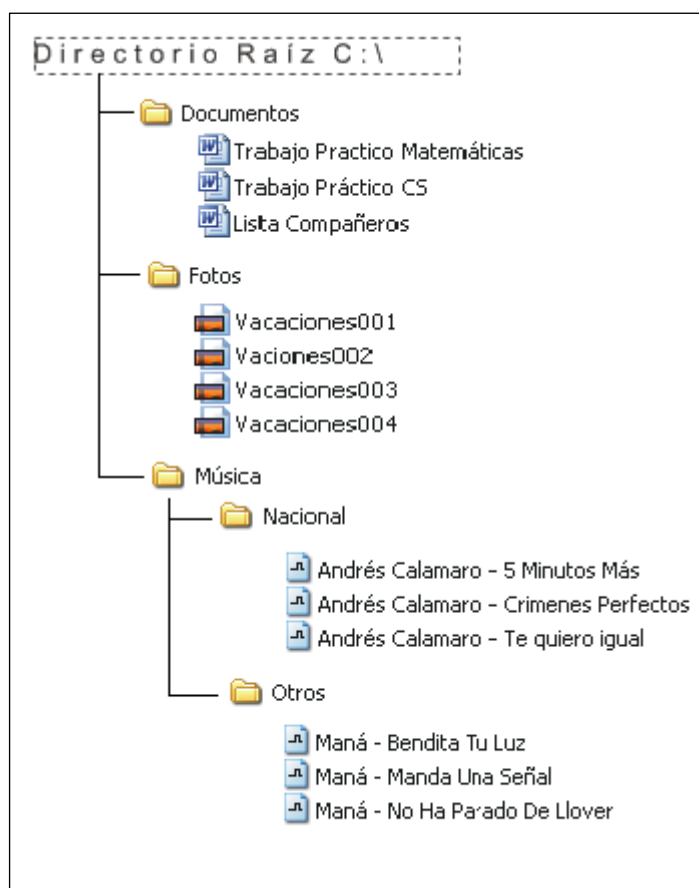 Directorio Raíz C:\
Documentos
Trabajo Practico Matemáticas
Trabajo Práctico CS
Lista Compañeros
Fotos
Vacaciones001
Vaciones002
Vacaciones003
Vacaciones004
Música
Nacional
Andrés Calamaro - 5 Minutos Más
Andrés Calamaro - Crimenes Perfectos
Andrés Calamaro - Te quiero igual
Otros
Maná - Bendita Tu Luz
Maná - Manda Una Señal
Maná - No Ha Parado De Llover